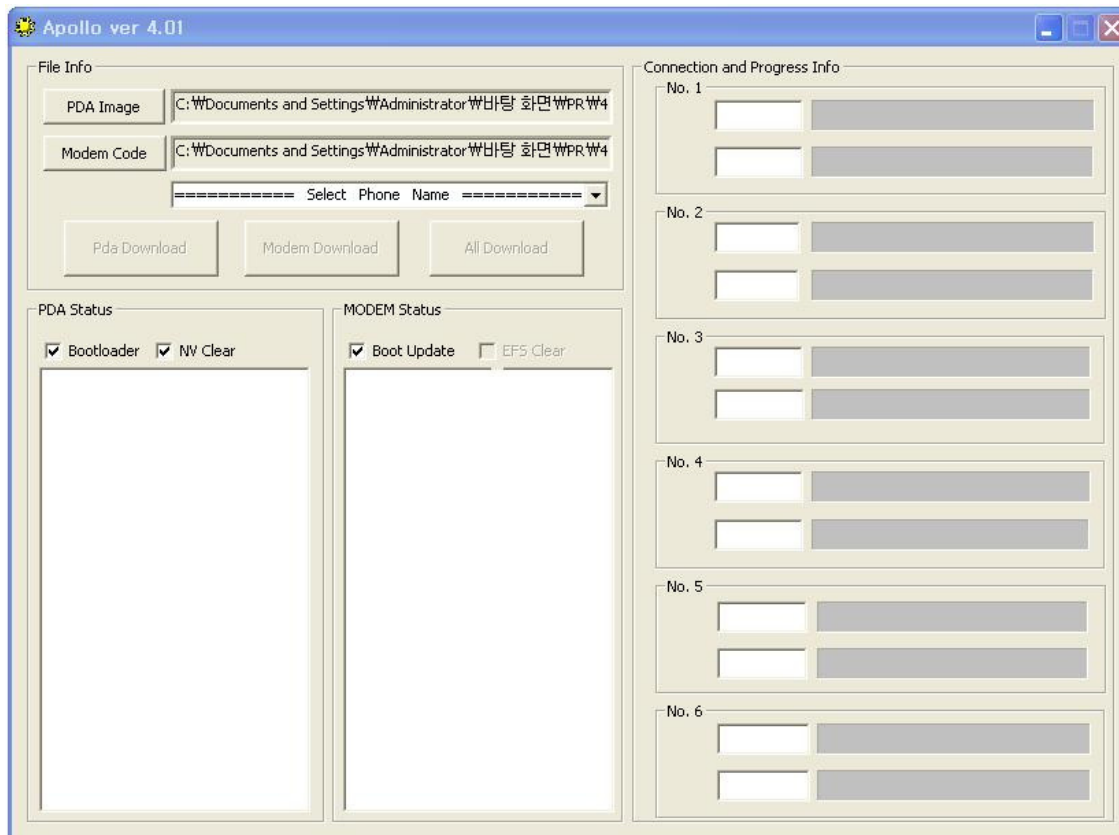 Apollo ver 4.01
File Info
PDA Image
C:₩Documents and Settings₩Administrator₩바탕 화면₩PR₩4
Modem Code
C:₩Documents and Settings₩Administrator₩바탕 화면₩PR₩4
=========== Select Phone Name ===========
Pda Download
Modem Download
All Download
PDA Status
Bootloader
NV Clear
MODEM Status
Boot Update
EFS Clear
Connection and Progress Info
No. 1
No. 2
No. 3
No. 4
No. 5
No. 6